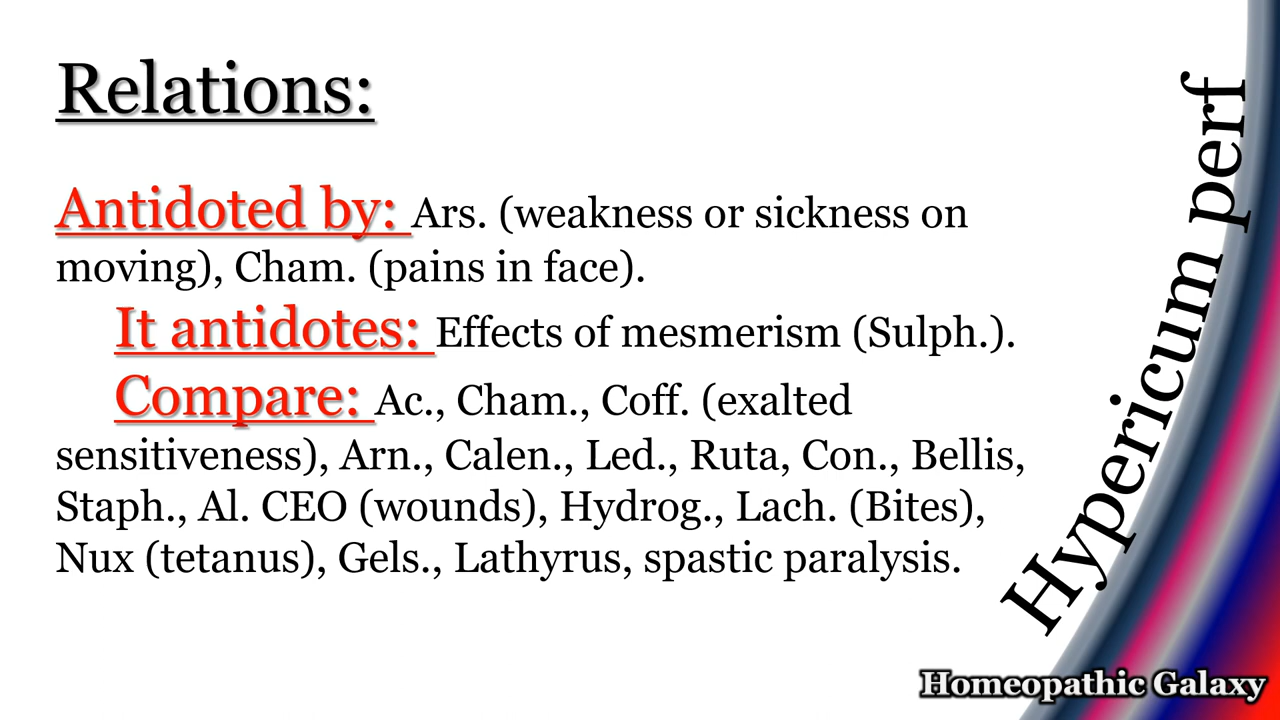 Relations:
Antidoted by: Ars. (weakness or sickness on
moving), Cham. (pains in face).
It antidotes: Effects of mesmerism (Sulph.).
Compare: Ac., Cham., Coff. (exalted
sensitiveness), Arn., Calen., Led., Ruta, Con., Bellis,
Staph., Al. CEO (wounds), Hydrog., Lach. (Bites),
Nux (tetanus), Gels., Lathyrus, spastic paralysis.
Hypericum perf
Homeopathic Galaxy